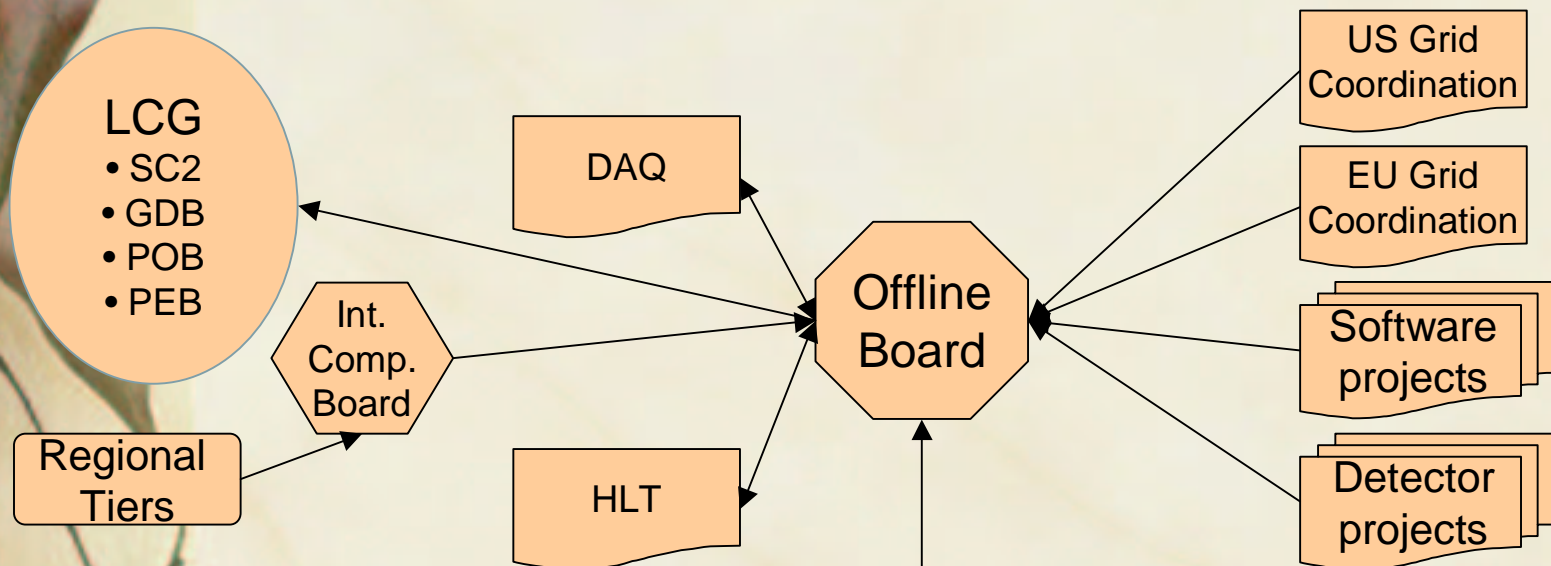 LCG
• SC2
• GDB
• POB
• PEB
Int.
Comp.
Board
Regional
Tiers
DAQ
HLT
Offline
Board
US Grid
Coordination
EU Grid
Coordination
Software
projects
Detector
projects